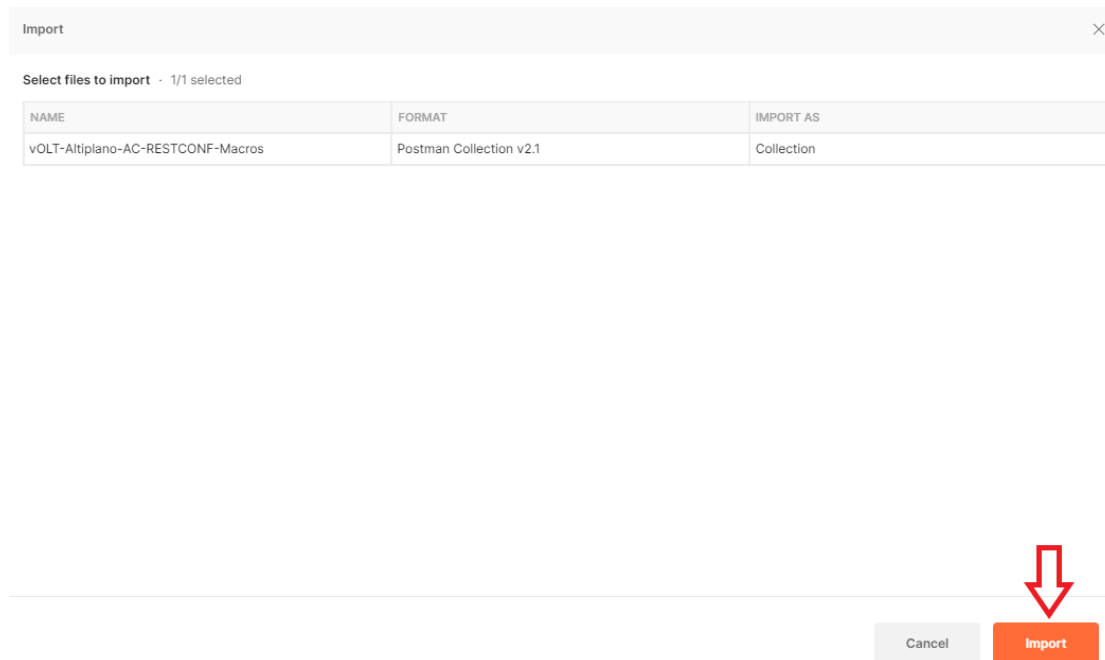 Import
Select files to import · 1/1 selected
NAME FORMAT IMPORT AS
vOLT-Altiplano-AC-RESTCONF-Macros Postman Collection v2.1 Collection
Cancel Import